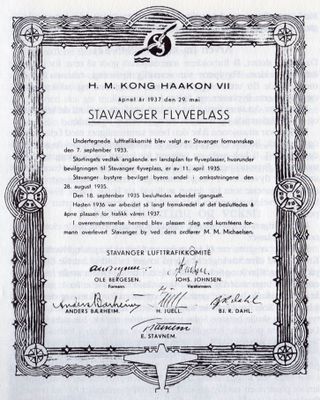 H. M. KONG HAAKON VII
åpnet år 1937 den 29. mai
STAVANGER FLYVEPLASS
Undertegnede lufttrafikkomité blev valgt av Stavanger formannskap
den 7. september 1933.
Stortingets vedtak angående en landsplan for flyveplasser, hvorunder
bevilgningen til Stavanger flyveplass, er av 11. april 1935.
Stavanger bystyre bevilget byens andel i omkostningene den
28. august 1935.
Den 18. september 1935 besluttedes arbeidet igangsatt.
Høsten 1936 var arbeidet så langt fremskredet at det besluttedes å
åpne plassen for trafikk våren 1937.
I overensstemmelse hermed blev plassen idag ved komitéens for-
mann overlevert Stavanger by ved dens ordfører M. M. Michaelsen.
STAVANGER LUFTTRAFIKKOMITÉ
OLE BERGESEN.
Formann.
JOHS. JOHNSEN.
Varaformann.
Anders Bærheim
ANDERS BÆRHEIM.
H. JUELL.
BJ. R. DAHL.
E. STAVNEM.